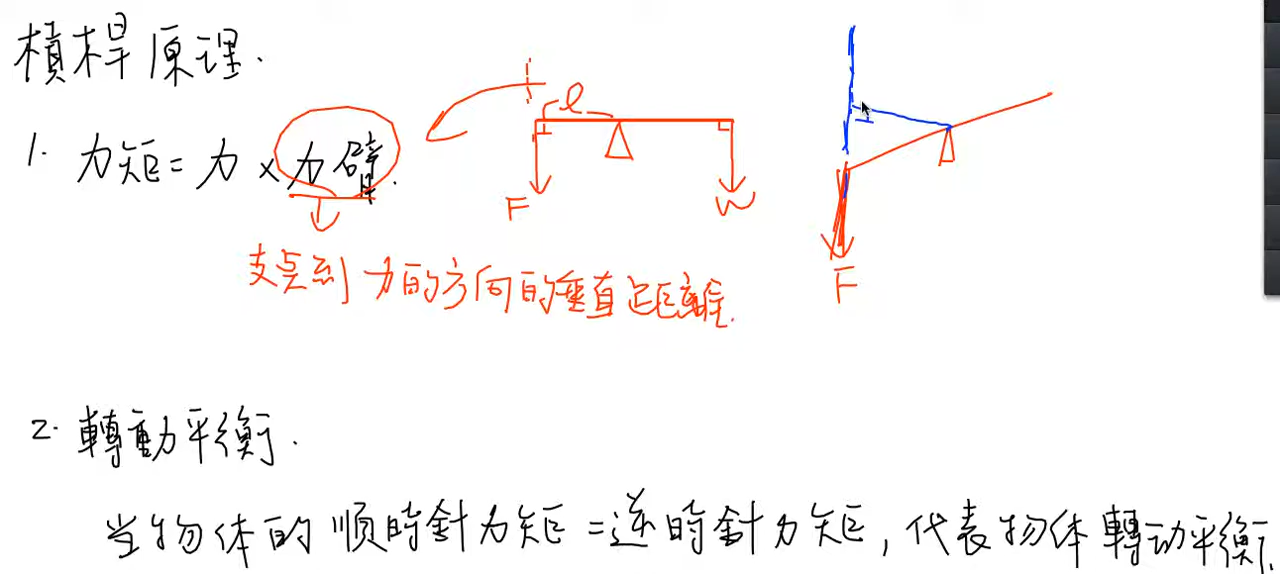 槓桿原理.
1. 力矩=力×力臂.
l
F
W
F
支点到力的方向的垂直距離.
2. 轉動平衡.
当物体的順時針力矩=逆時針力矩,代表物体轉动平衡.